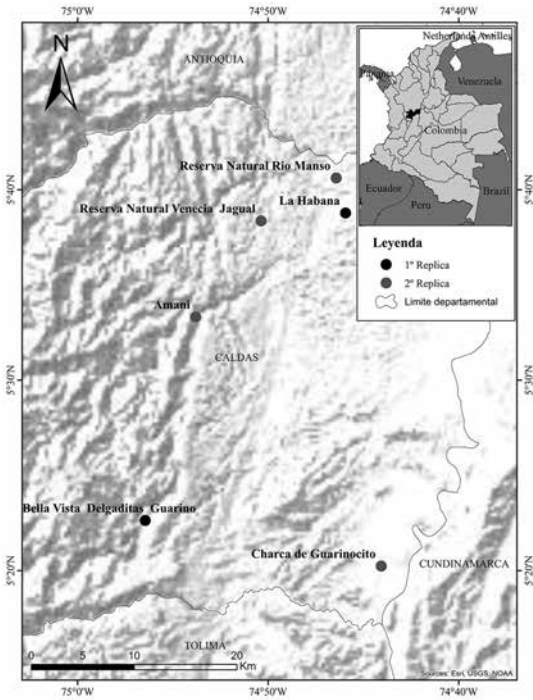 75°0'W 74°50'W 74°40'W
N
ANTIOQUIA
Netherlands Antilles
Panama
Venezuela
Colombia
Ecuador
Peru
Brazil
5°40'N
5°40'N
Reserva Natural Rio Manso
La Habana
Reserva Natural Venecia Jagual
Leyenda
1º Replica
2º Replica
Limite departamental
Amani
CALDAS
5°30'N
5°30'N
Bella Vista Delgaditas Guarino
Charca de Guarinocito
CUNDINAMARCA
5°20'N
5°20'N
TOLIMA
0 5 10 20
Km
Sources: Esri, USGS, NOAA
75°0'W 74°50'W 74°40'W